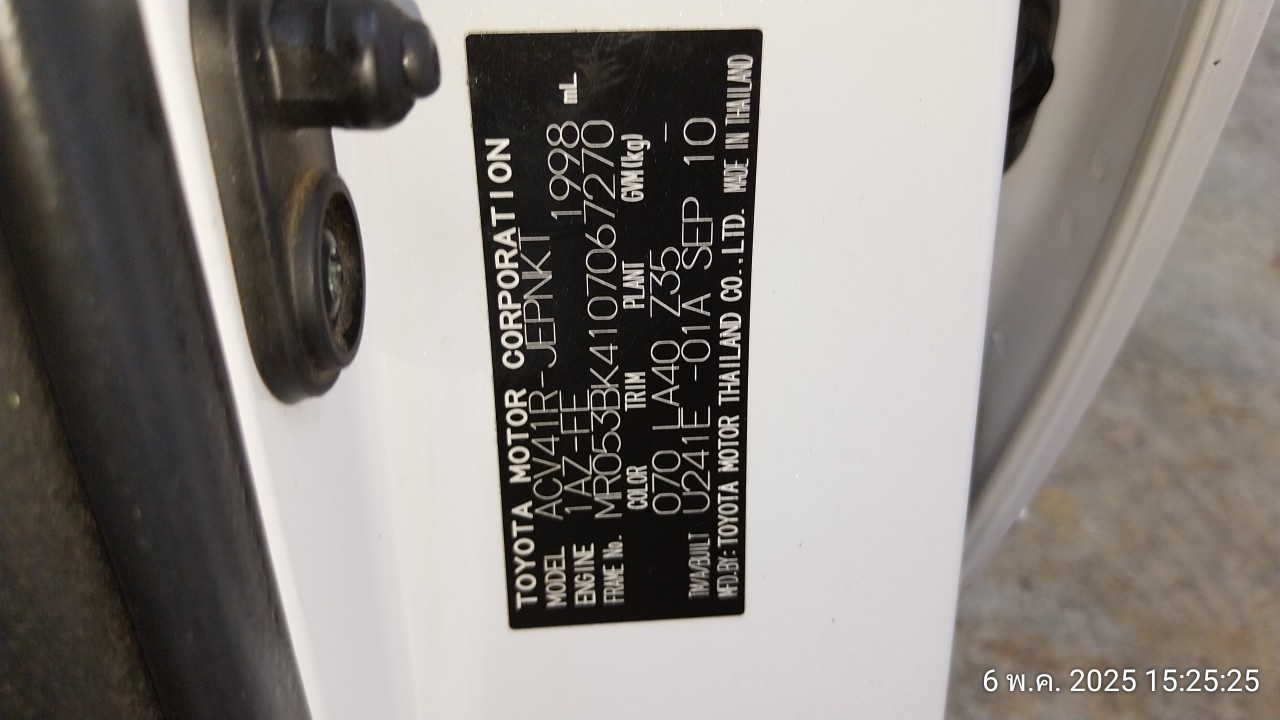 TOYOTA MOTOR CORPORATION
MODEL ACV41R-JEPNKT 1998 mL
ENGINE 1AZ-FE
FRAME No. MR053BK4107067270
COLOR TRIM PLANT GVM(kg)
070 LA40 Z35 —
T/M/A/BUILT U241E -01A SEP 10
MFD.BY:TOYOTA MOTOR THAILAND CO.,LTD. MADE IN THAILAND
6 พ.ค. 2025 15:25:25